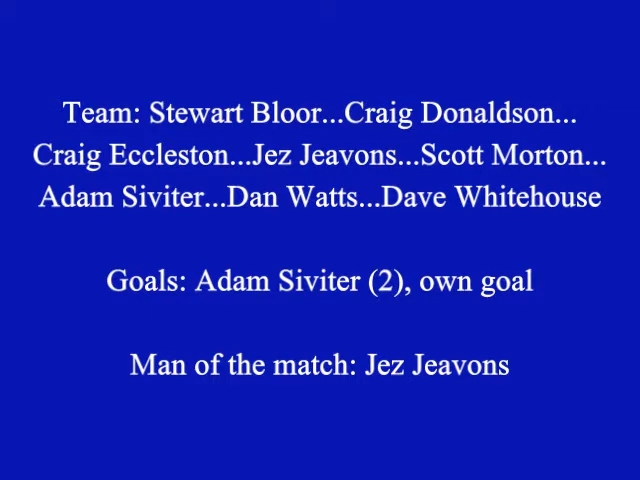 Team: Stewart Bloor...Craig Donaldson...
Craig Eccleston...Jez Jeavons...Scott Morton...
Adam Siviter...Dan Watts...Dave Whitehouse
Goals: Adam Siviter (2), own goal
Man of the match: Jez Jeavons